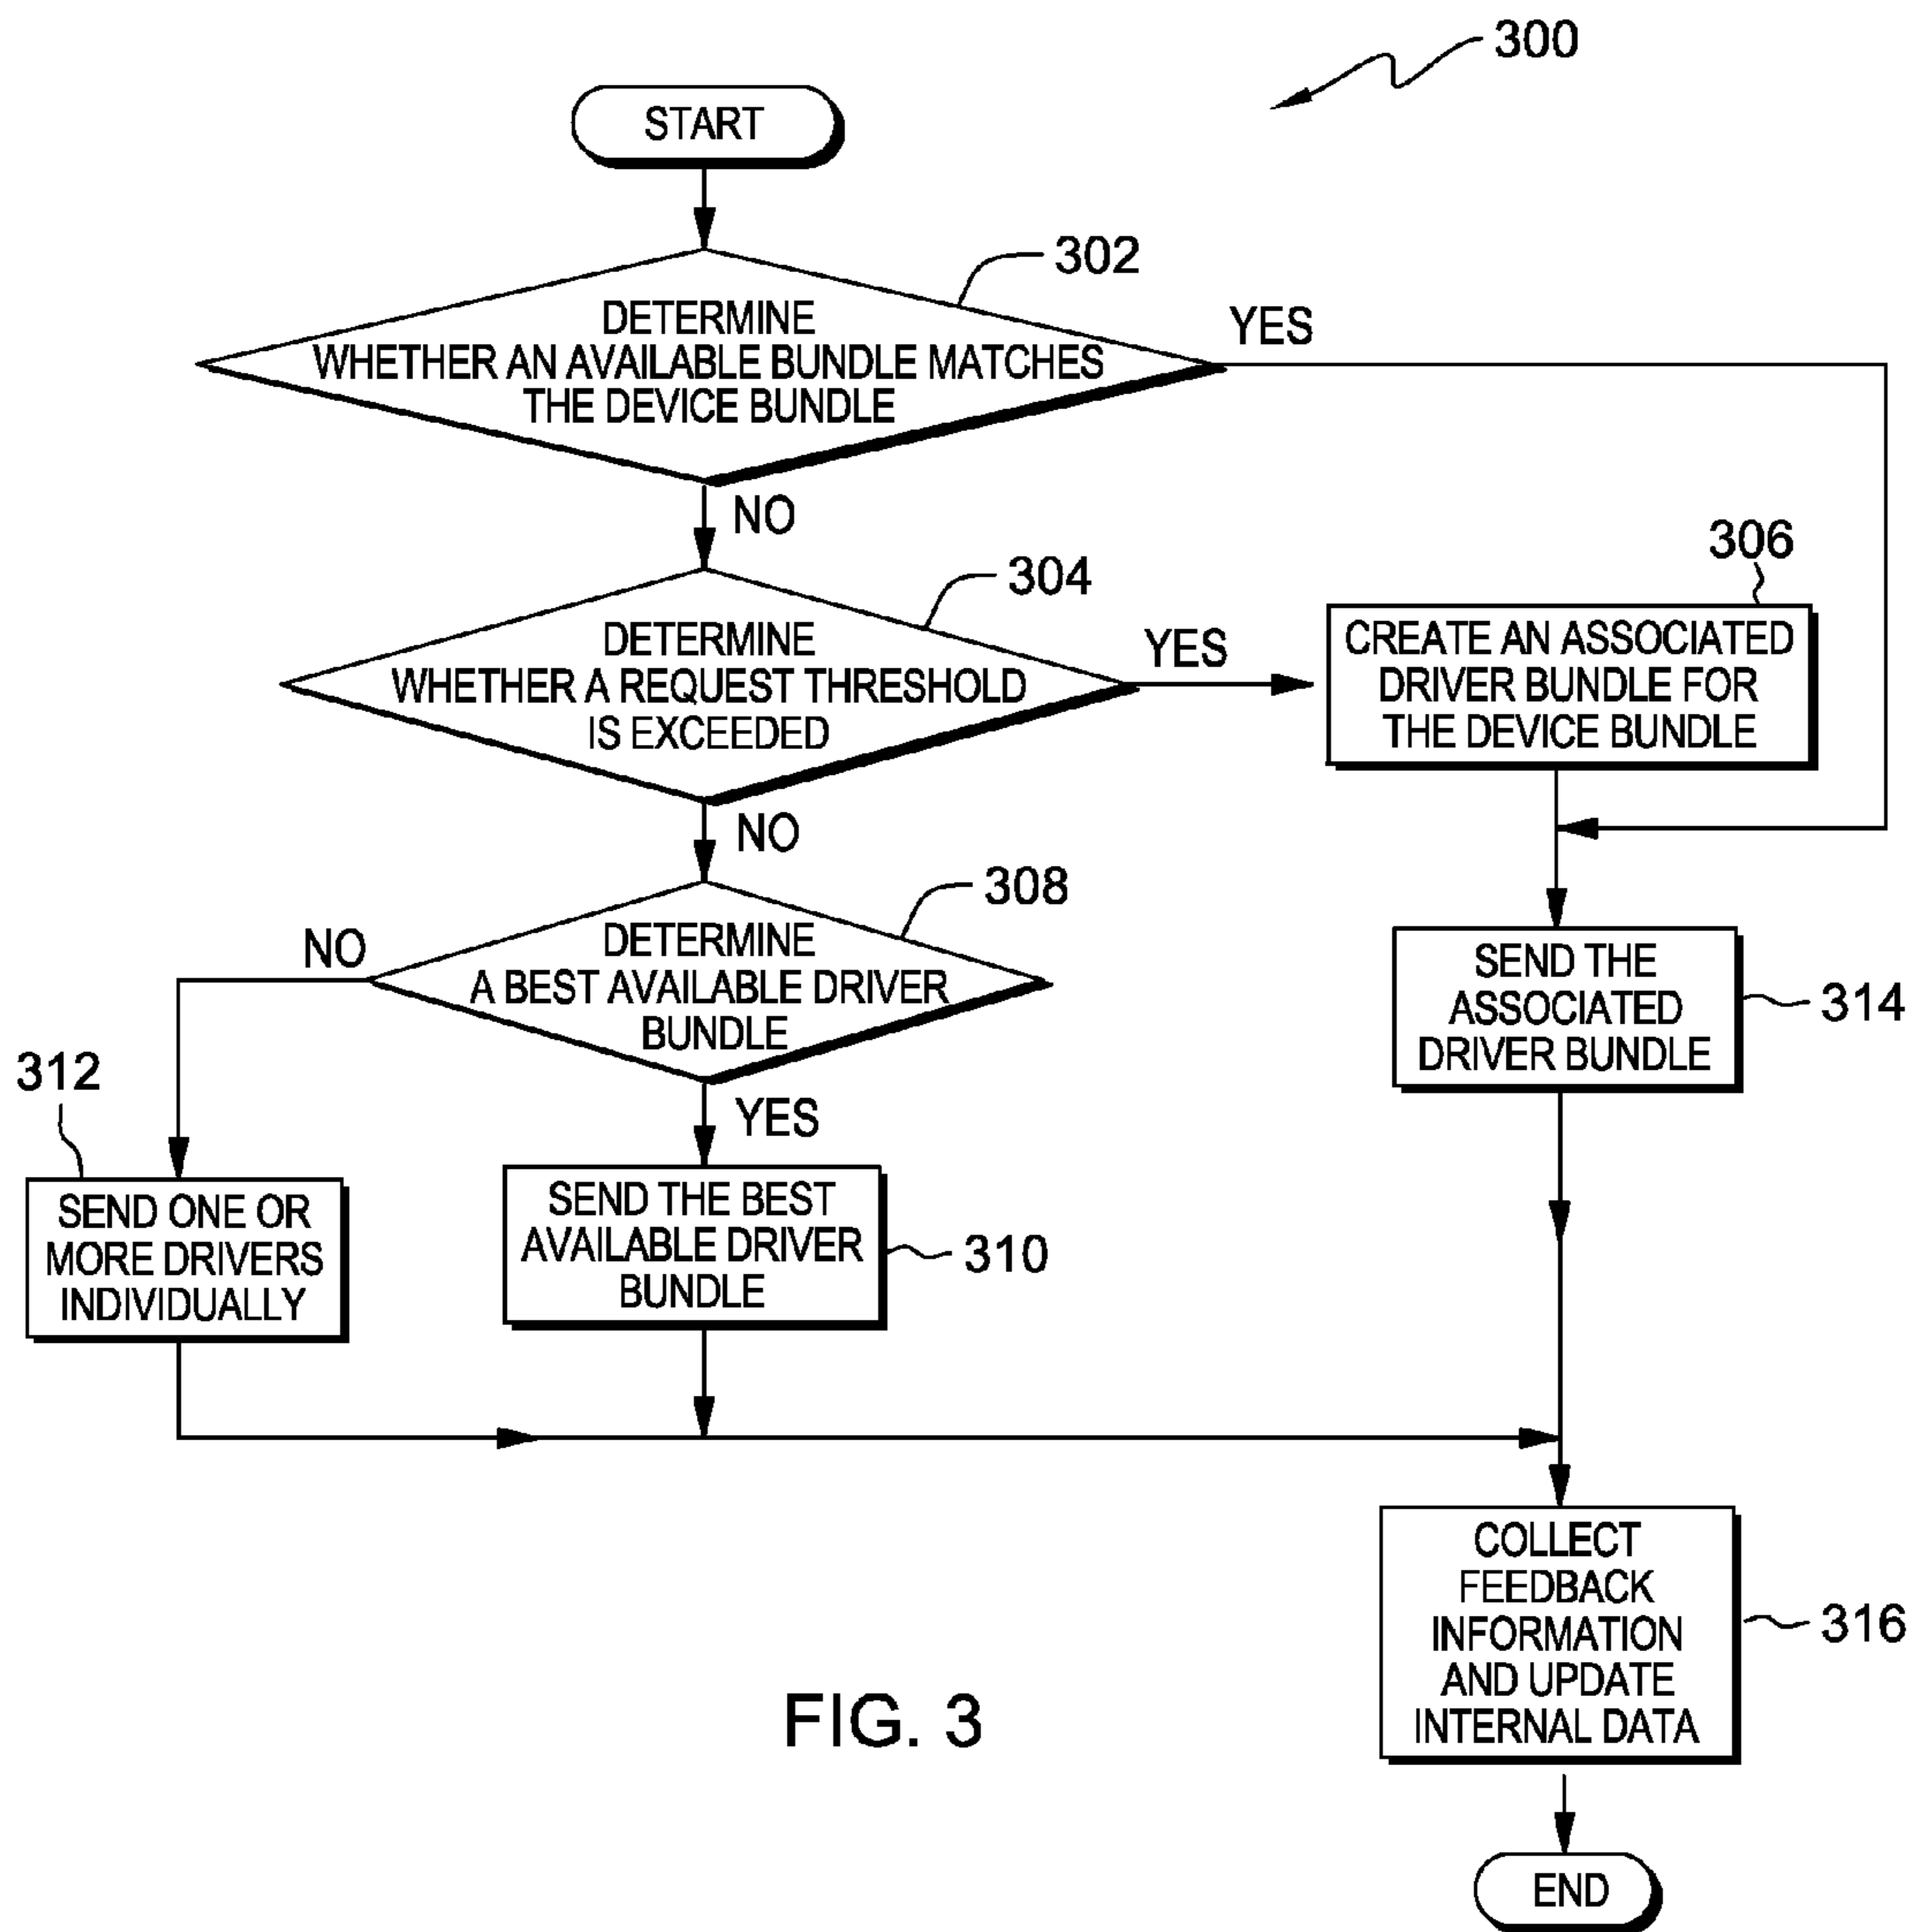 300
START
302
DETERMINE
WHETHER AN AVAILABLE BUNDLE MATCHES
THE DEVICE BUNDLE
YES
NO
304
DETERMINE
WHETHER A REQUEST THRESHOLD
IS EXCEEDED
YES
306
CREATE AN ASSOCIATED
DRIVER BUNDLE FOR
THE DEVICE BUNDLE
NO
308
DETERMINE
A BEST AVAILABLE DRIVER
BUNDLE
NO
YES
SEND THE
ASSOCIATED
DRIVER BUNDLE
314
312
SEND ONE OR
MORE DRIVERS
INDIVIDUALLY
SEND THE BEST
AVAILABLE DRIVER
BUNDLE
310
COLLECT
FEEDBACK
INFORMATION
AND UPDATE
INTERNAL DATA
316
FIG. 3
END